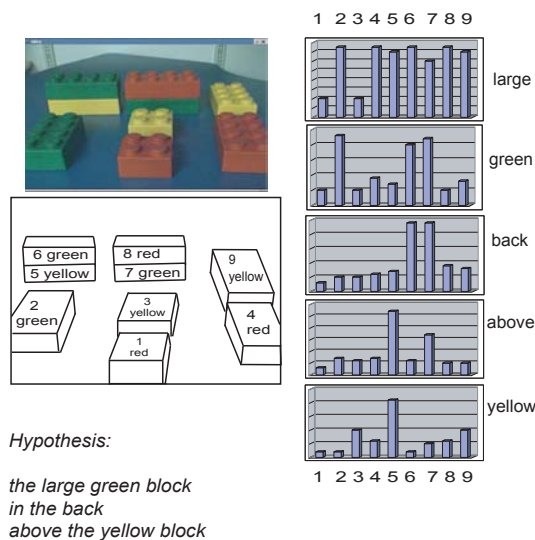 1 2 3 4 5 6 7 8 9
large
green
back
above
yellow
1 2 3 4 5 6 7 8 9
6 green
5 yellow
8 red
7 green
9
yellow
2
green
3
yellow
4
red
1
red
Hypothesis:
the large green block
in the back
above the yellow block